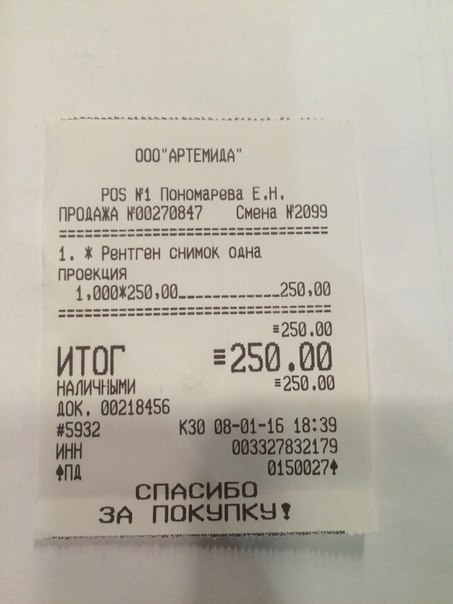 ООО"АРТЕМИДА"
POS №1 Пономарева Е.Н.
ПРОДАЖА №00270847 Смена №2099
================================
1. * Рентген снимок одна
проекция
1,000*250,00____________250,00
================================
≡250.00
ИТОГ ≡250.00
НАЛИЧНЫМИ ≡250.00
ДОК. 00218456
#5932 К30 08-01-16 18:39
ИНН 003327832179
♠ПД 0150027♠
СПАСИБО
ЗА ПОКУПКУ!